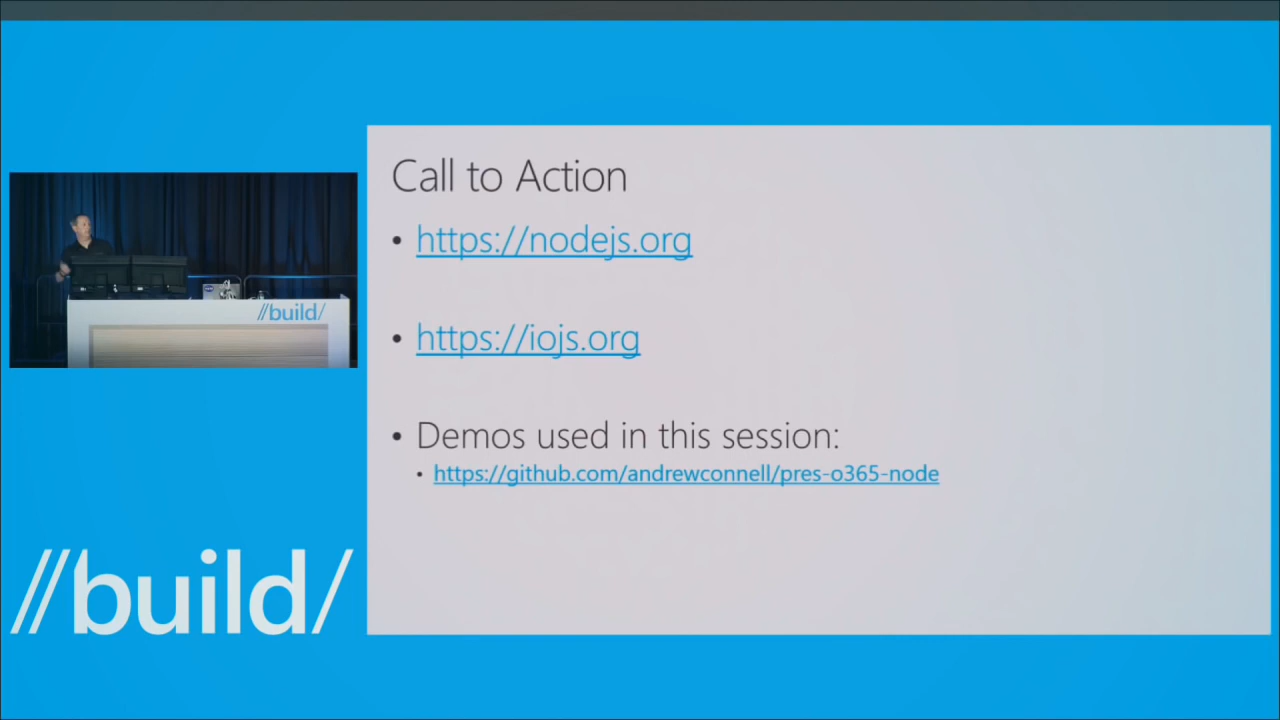 Call to Action
• https://nodejs.org
• https://iojs.org
• Demos used in this session:
• https://github.com/andrewconnell/pres-o365-node
//build/
//build/